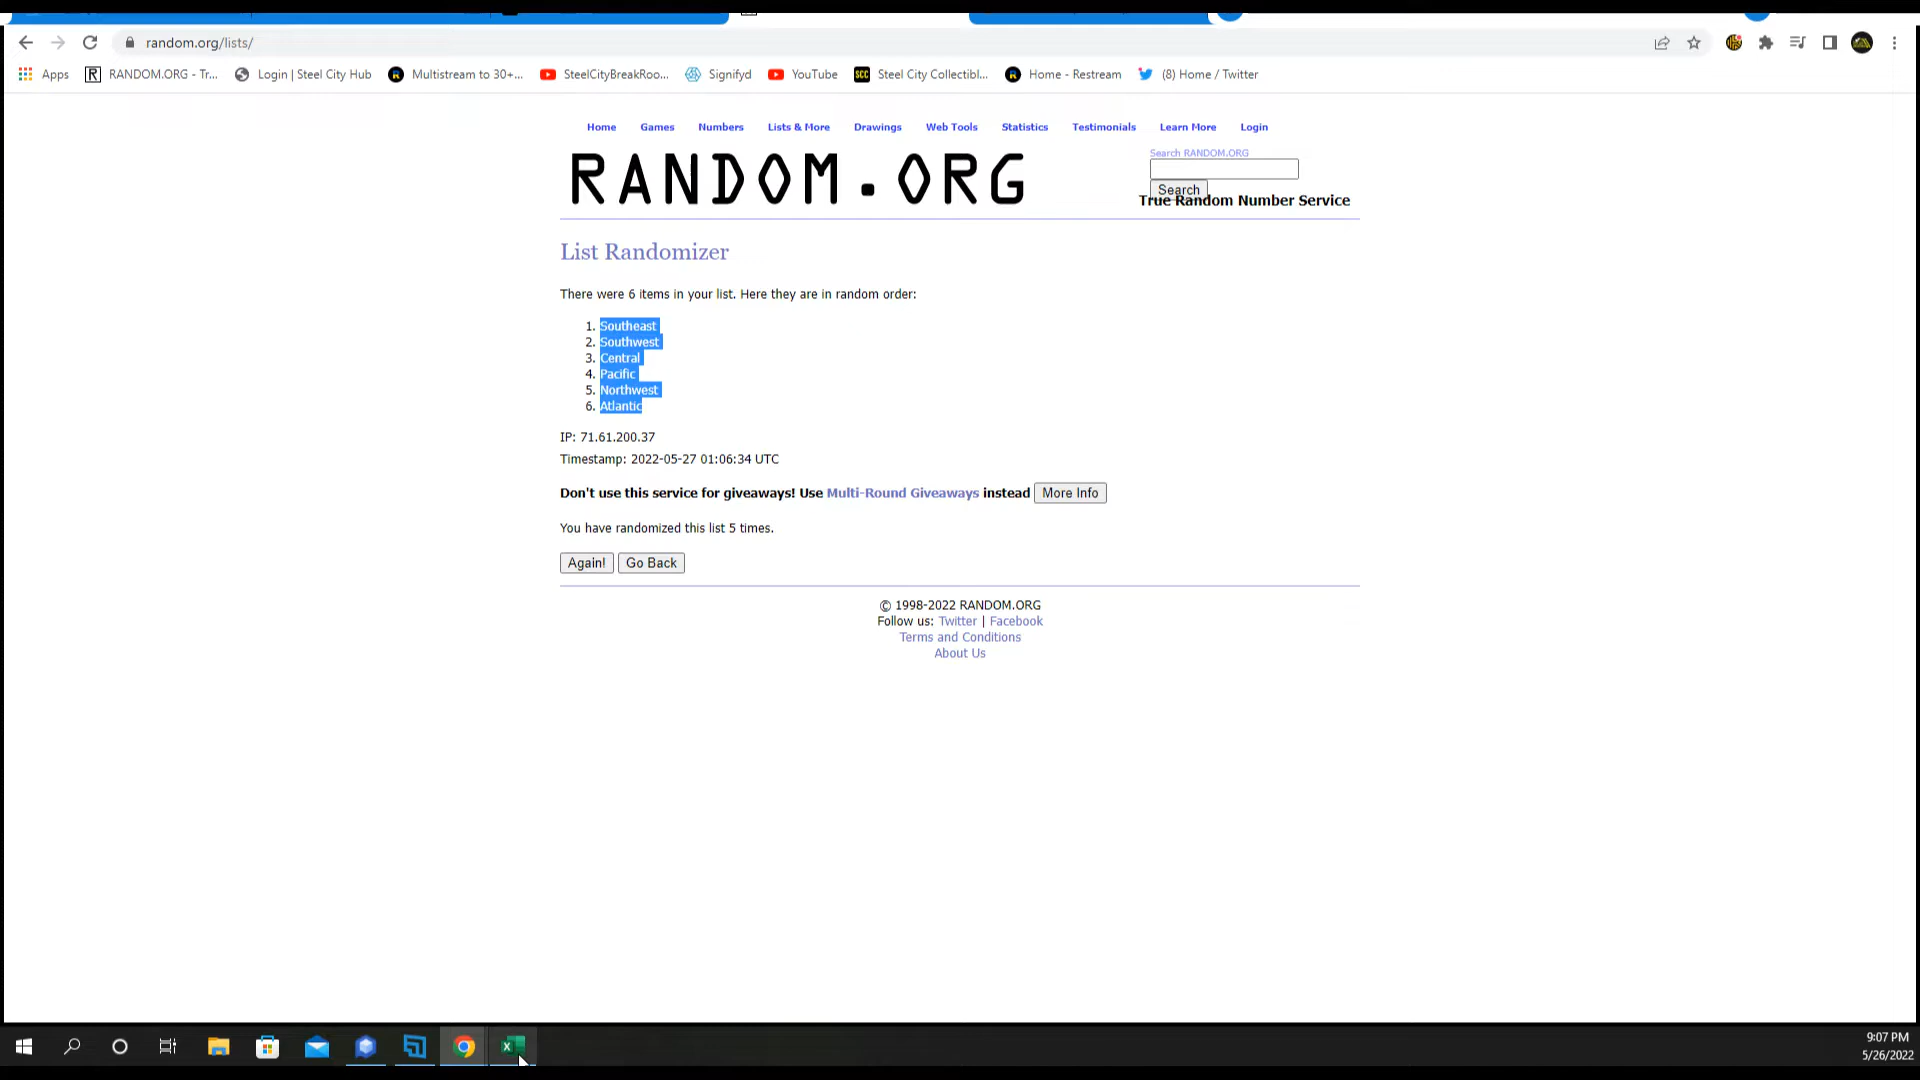 random.org/lists/
Apps RANDOM.ORG - Tr... Login | Steel City Hub Multistream to 30+... SteelCityBreakRoo... Signifyd YouTube SCC Steel City Collectibl... Home - Restream (8) Home / Twitter
Home Games Numbers Lists & More Drawings Web Tools Statistics Testimonials Learn More Login
Search RANDOM.ORG
RANDOM.ORG
Search
True Random Number Service
List Randomizer
There were 6 items in your list. Here they are in random order:
1. Southeast
2. Southwest
3. Central
4. Pacific
5. Northwest
6. Atlantic
IP: 71.61.200.37
Timestamp: 2022-05-27 01:06:34 UTC
Don't use this service for giveaways! Use Multi-Round Giveaways instead More Info
You have randomized this list 5 times.
Again! Go Back
© 1998-2022 RANDOM.ORG
Follow us: Twitter | Facebook
Terms and Conditions
About Us
9:07 PM
5/26/2022